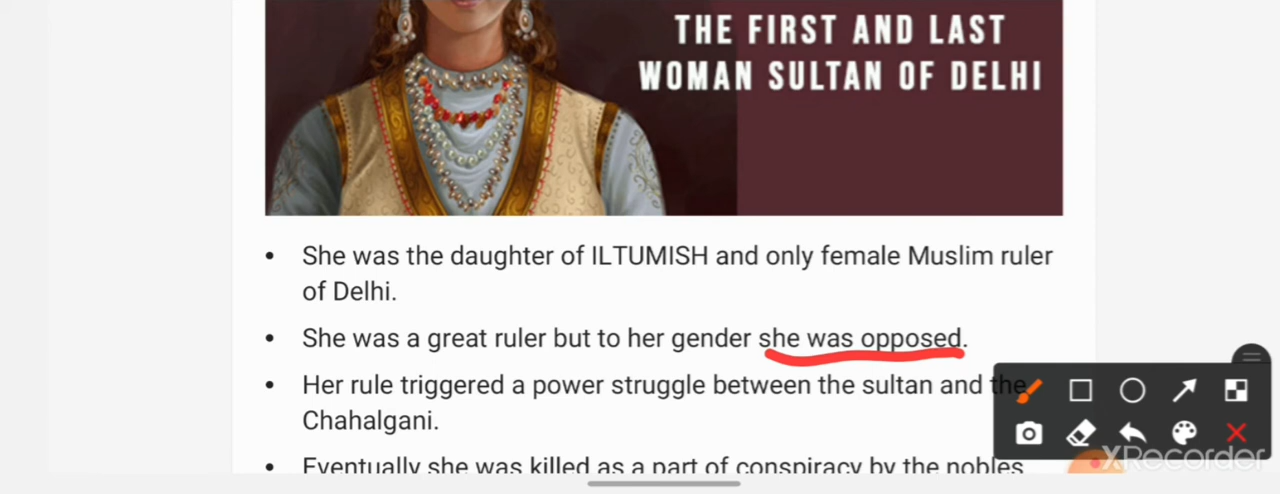 THE FIRST AND LAST
WOMAN SULTAN OF DELHI
• She was the daughter of ILTUMISH and only female Muslim ruler
of Delhi.
• She was a great ruler but to her gender she was opposed.
• Her rule triggered a power struggle between the sultan and the
Chahalgani.
• Eventually she was killed as a part of conspiracy by the nobles
XRecorder